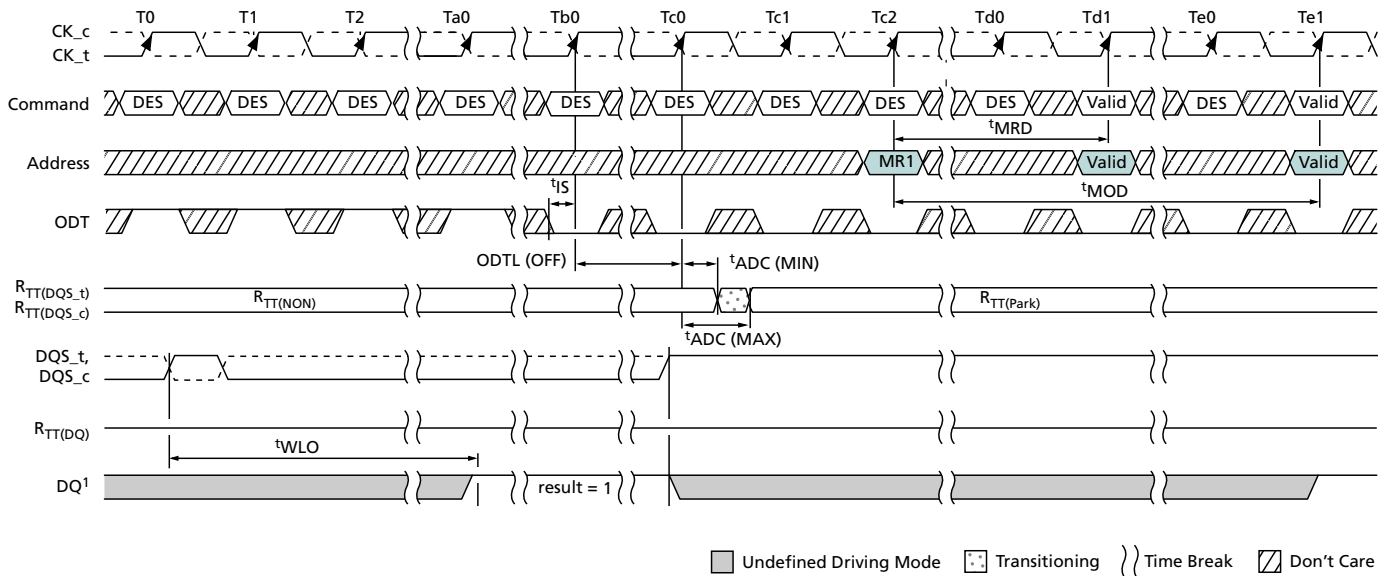 T0 T1 T2 Ta0 Tb0 Tc0 Tc1 Tc2 Td0 Td1 Te0 Te1
CK_c
CK_t
Command DES DES DES DES DES DES DES DES DES Valid DES Valid
tMRD
Address MR1 Valid Valid
tIS
tMOD
ODT
ODTL (OFF) tADC (MIN)
RTT(DQS_t)
RTT(DQS_c)
RTT(NON) RTT(Park)
tADC (MAX)
DQS_t,
DQS_c
RTT(DQ)
tWLO
DQ1 result = 1
Undefined Driving Mode Transitioning Time Break Don't Care